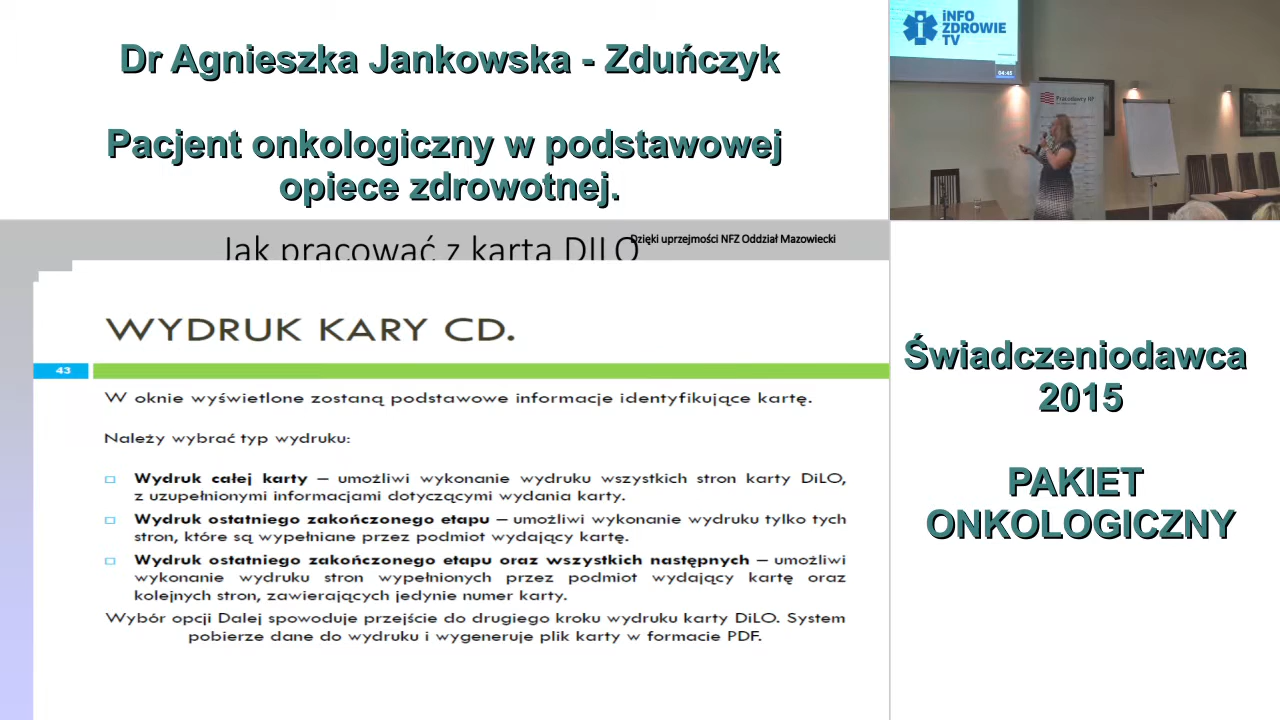 Dr Agnieszka Jankowska - Zduńczyk
Pacjent onkologiczny w podstawowej
opiece zdrowotnej.
iNFO
ZDROWIE
TV
04:45
Pracodawcy
Jak pracować z kartą DILO
Dzięki uprzejmości NFZ Oddział Mazowiecki
WYDRUK KARY CD.
43
W oknie wyświetlone zostaną podstawowe informacje identyfikujące kartę.
Należy wybrać typ wydruku:
Wydruk całej karty – umożliwi wykonanie wydruku wszystkich stron karty DiLO,
z uzupełnionymi informacjami dotyczącymi wydania karty.
Wydruk ostatniego zakończonego etapu – umożliwi wykonanie wydruku tylko tych
stron, które są wypełniane przez podmiot wydający kartę.
Wydruk ostatniego zakończonego etapu oraz wszystkich następnych – umożliwi
wykonanie wydruku stron wypełnionych przez podmiot wydający kartę oraz
kolejnych stron, zawierających jedynie numer karty.
Wybór opcji Dalej spowoduje przejście do drugiego kroku wydruku karty DiLO. System
pobierze dane do wydruku i wygeneruje plik karty w formacie PDF.
Świadczeniodawca
2015
PAKIET
ONKOLOGICZNY